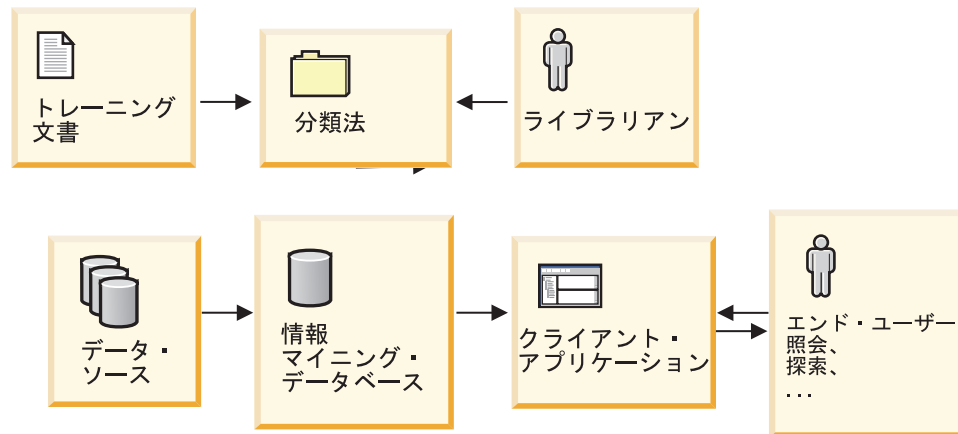 トレーニング
文書
分類法
ライブラリアン
データ・
ソース
情報
マイニング・
データベース
クライアント・
アプリケーション
エンド・ユーザー
照会、
探索、
...